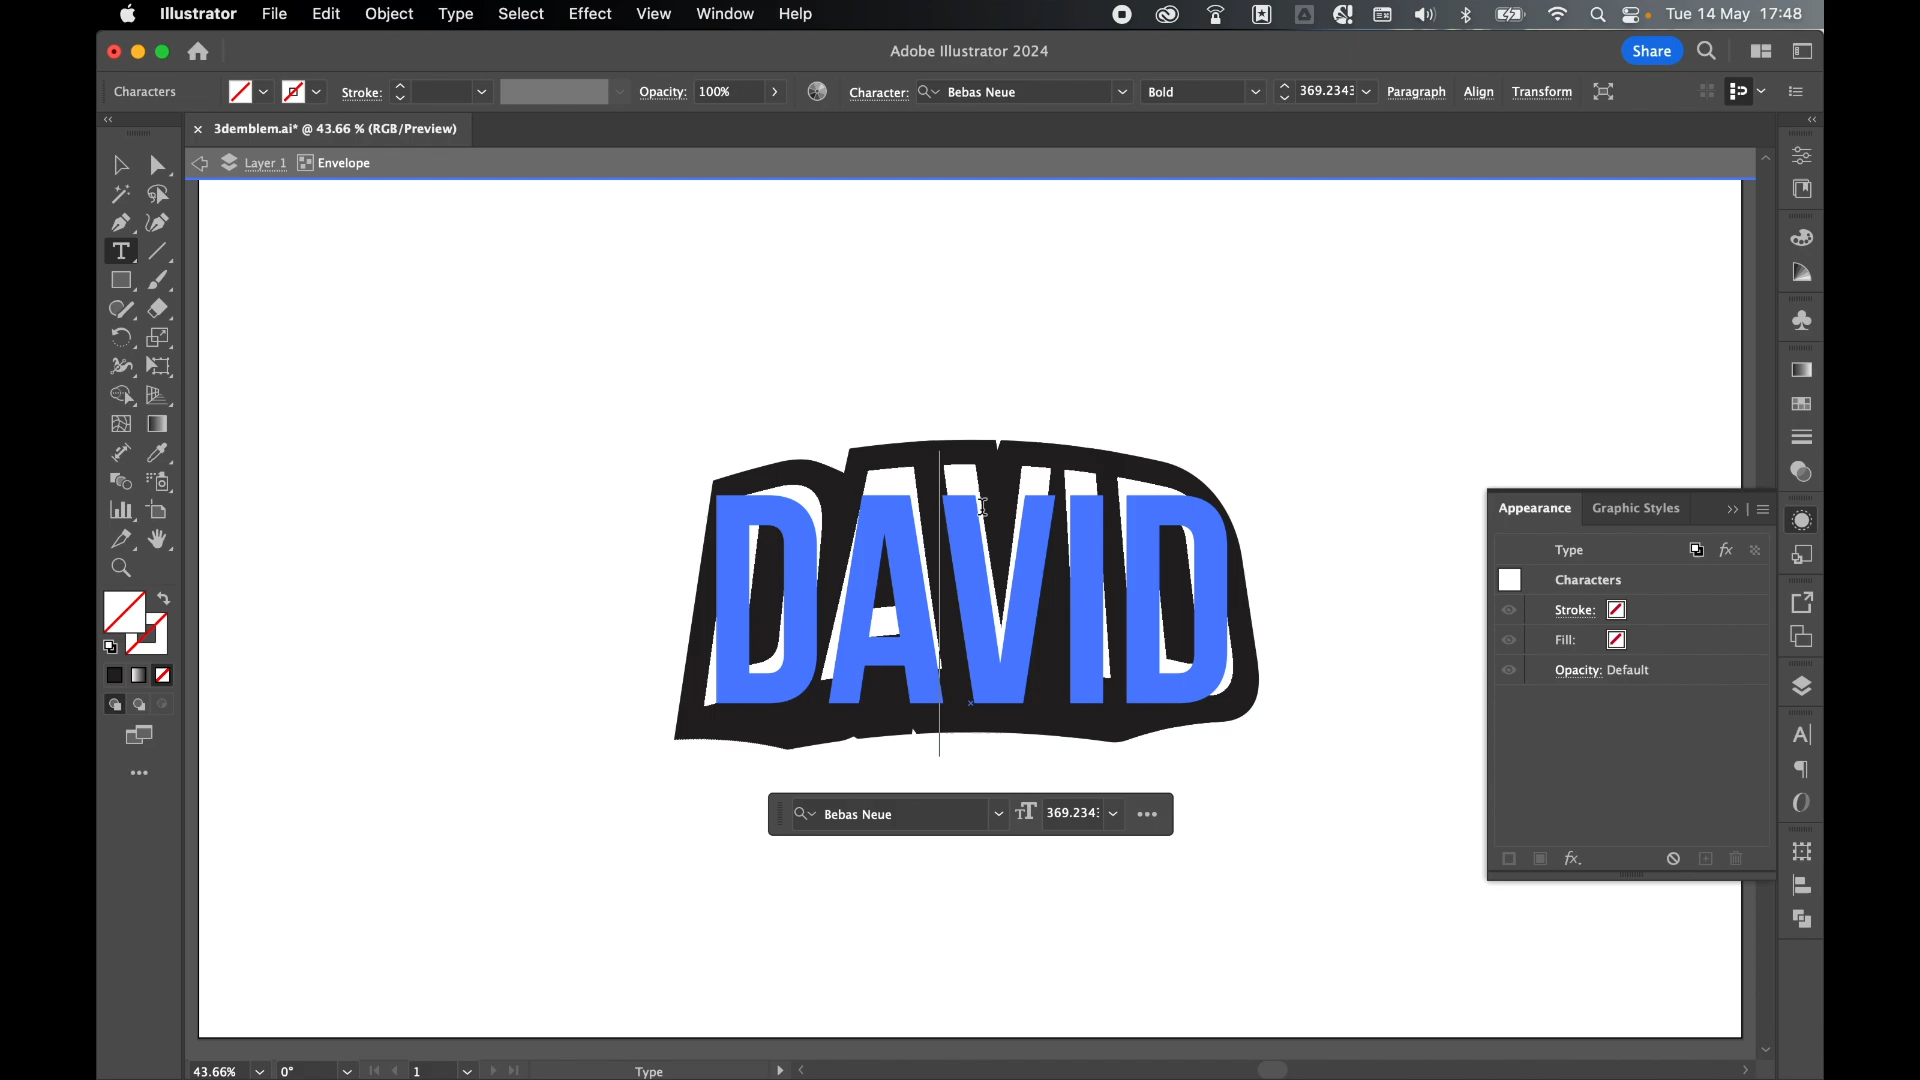 Illustrator File Edit Object Type Select Effect View Window Help Tue 14 May 17:48
Adobe Illustrator 2024 Share
Characters Stroke: Opacity: 100% Character: Bebas Neue Bold 369.234 Paragraph Align Transform
× 3demblem.ai* @ 43.66 % (RGB/Preview)
Layer 1 Envelope
DAVID
Appearance Graphic Styles
Type
Characters
Stroke:
Fill:
Opacity: Default
Bebas Neue 369.234
43.66% 0° 1 Type